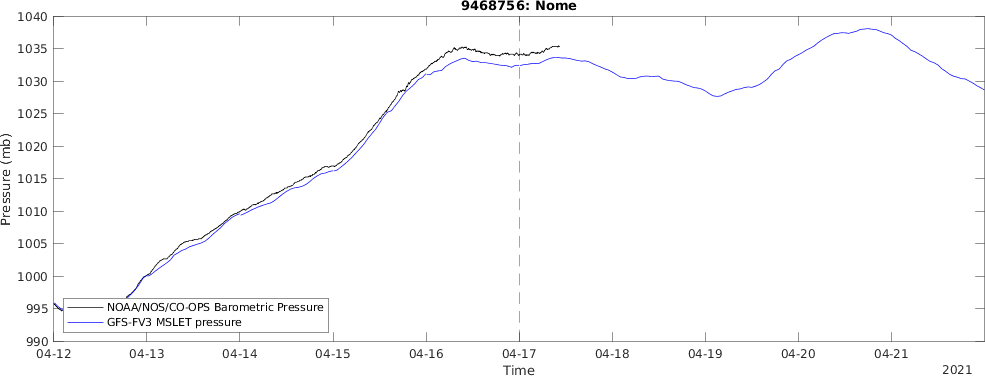 9468756: Nome
1040
1035
1030
1025
1020
1015
1010
1005
1000
995
990
Pressure (mb)
NOAA/NOS/CO-OPS Barometric Pressure
GFS-FV3 MSLET pressure
04-12 04-13 04-14 04-15 04-16 04-17 04-18 04-19 04-20 04-21
Time
2021